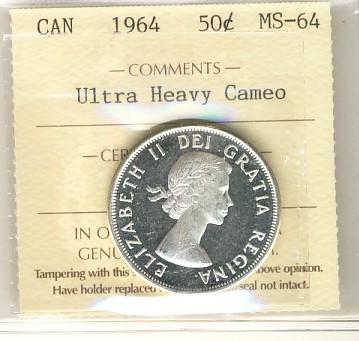 CAN 1964 50¢ MS-64
COMMENTS
Ultra Heavy Cameo
ELIZABETH II DEI GRATIA REGINA
IN O
GENU
Tampering with this bove opinion.
Have holder replaced seal not intact.